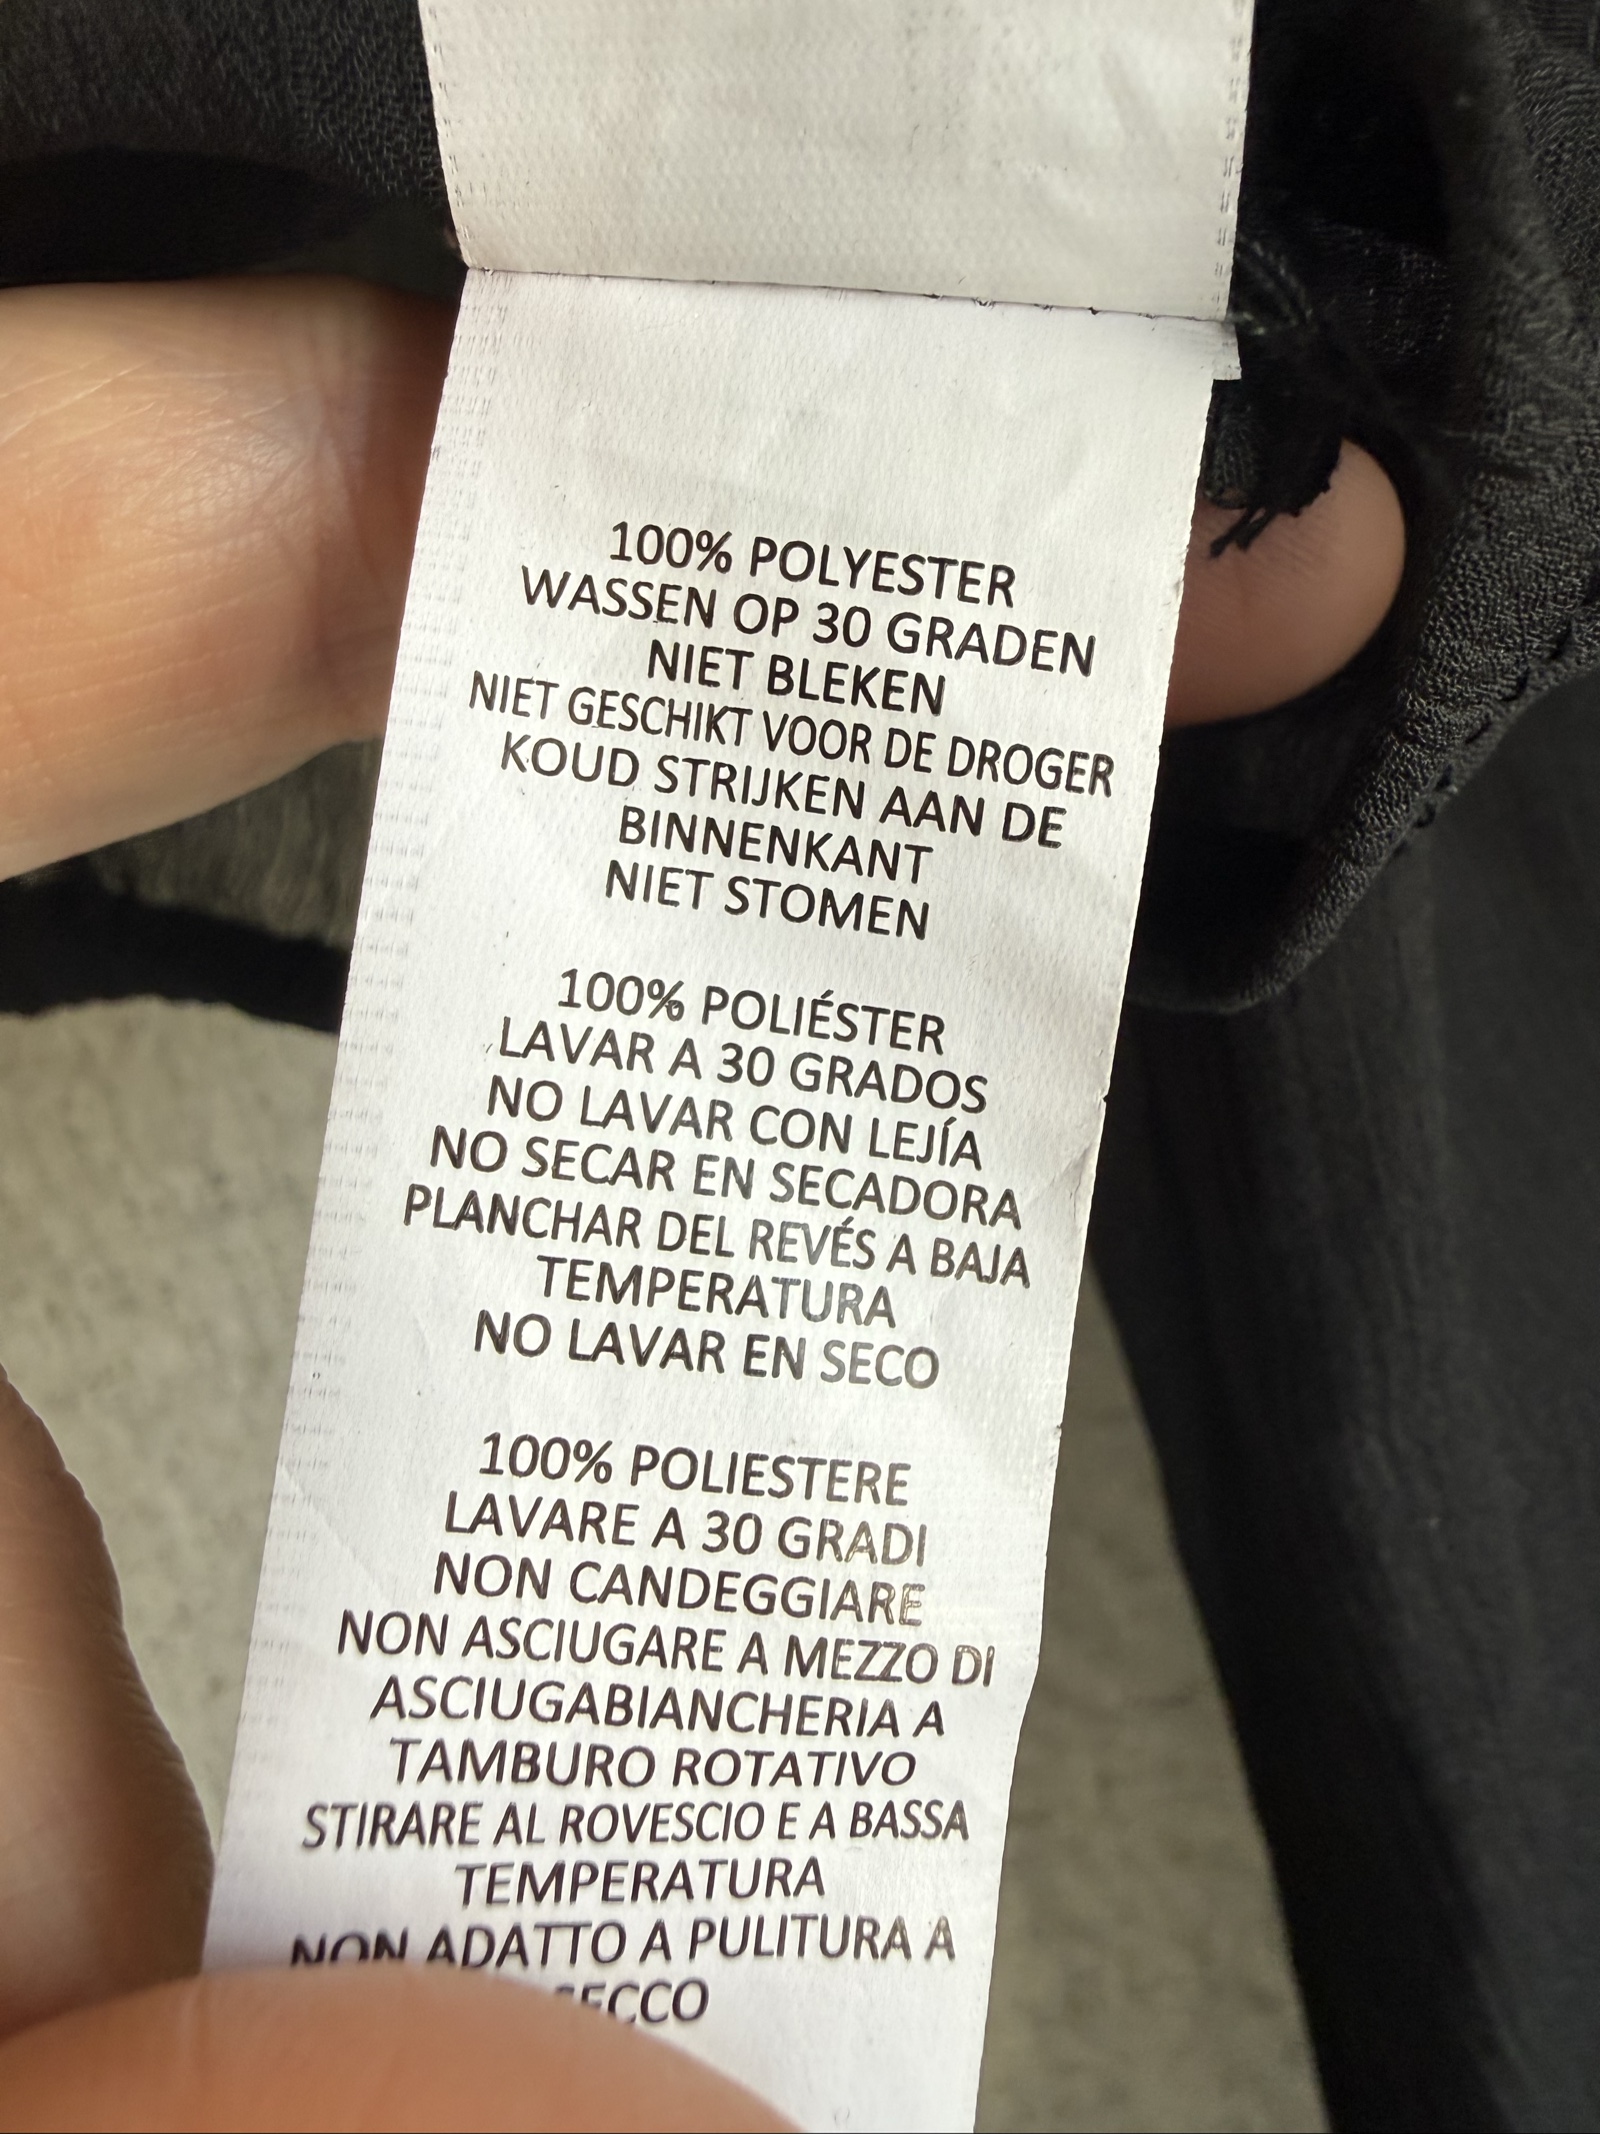 100% POLYESTER
WASSEN OP 30 GRADEN
NIET BLEKEN
NIET GESCHIKT VOOR DE DROGER
KOUD STRIJKEN AAN DE
BINNENKANT
NIET STOMEN
100% POLIÉSTER
LAVAR A 30 GRADOS
NO LAVAR CON LEJÍA
NO SECAR EN SECADORA
PLANCHAR DEL REVÉS A BAJA
TEMPERATURA
NO LAVAR EN SECO
100% POLIESTERE
LAVARE A 30 GRADI
NON CANDEGGIARE
NON ASCIUGARE A MEZZO DI
ASCIUGABIANCHERIA A
TAMBURO ROTATIVO
STIRARE AL ROVESCIO E A BASSA
TEMPERATURA
NON ADATTO A PULITURA A
SECCO